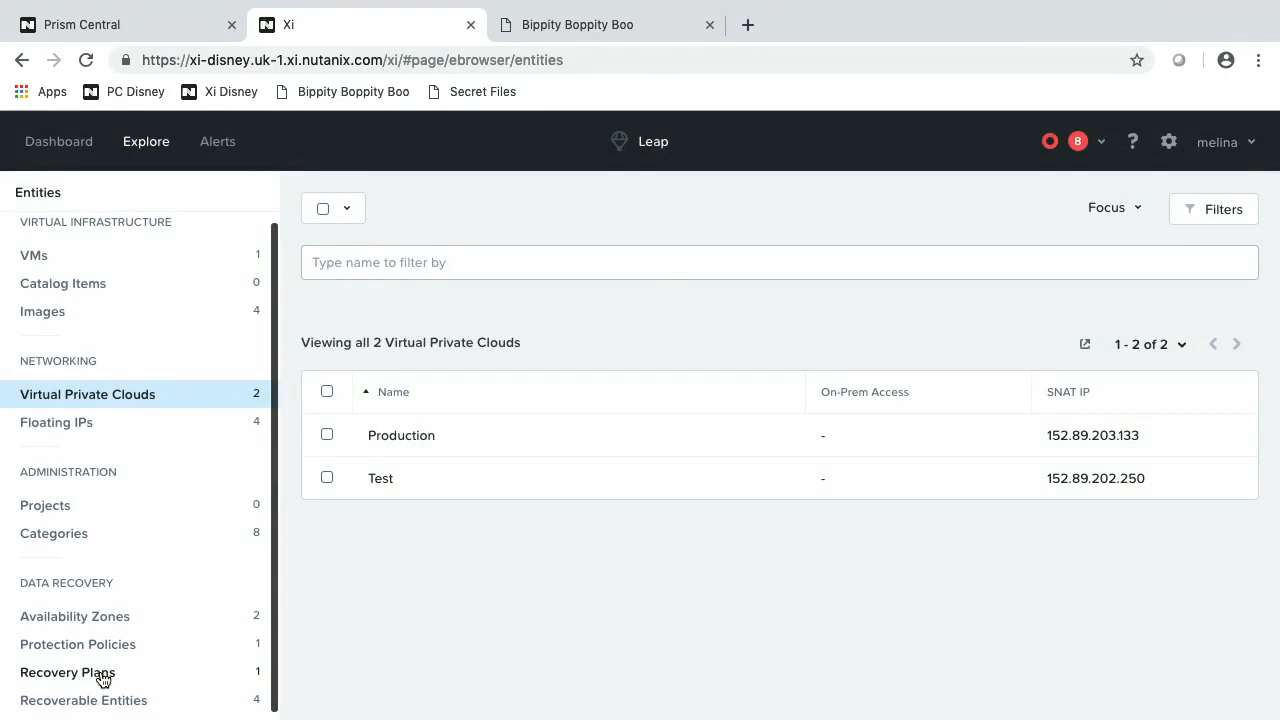 Prism Central
Xi
Bippity Boppity Boo
https://xi-disney.uk-1.xi.nutanix.com/xi/#page/ebrowser/entities
Apps PC Disney Xi Disney Bippity Boppity Boo Secret Files
Dashboard Explore Alerts Leap 8 ? melina
Entities
VIRTUAL INFRASTRUCTURE
VMs 1
Catalog Items 0
Images 4
NETWORKING
Virtual Private Clouds 2
Floating IPs 4
ADMINISTRATION
Projects 0
Categories 8
DATA RECOVERY
Availability Zones 2
Protection Policies 1
Recovery Plans 1
Recoverable Entities 4
Focus Filters
Type name to filter by
Viewing all 2 Virtual Private Clouds 1 - 2 of 2
Name On-Prem Access SNAT IP
Production - 152.89.203.133
Test - 152.89.202.250